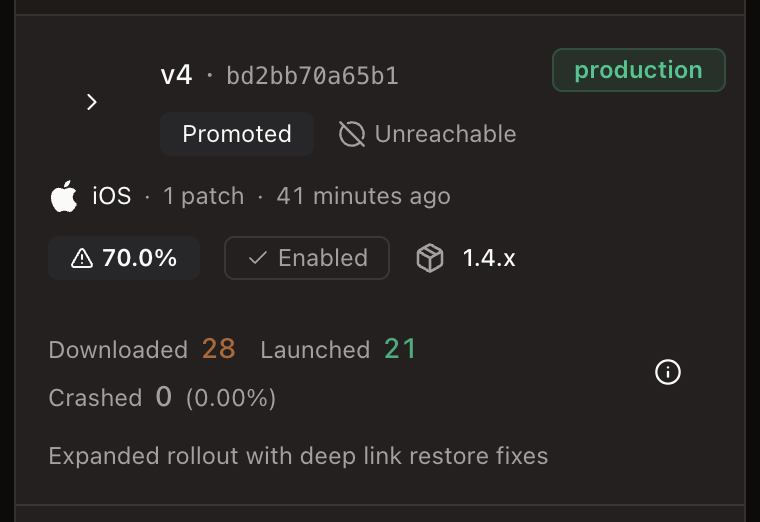 v4 · bd2bb70a65b1
production
Promoted Unreachable
iOS · 1 patch · 41 minutes ago
70.0% Enabled 1.4.x
Downloaded 28 Launched 21
Crashed 0 (0.00%)
Expanded rollout with deep link restore fixes